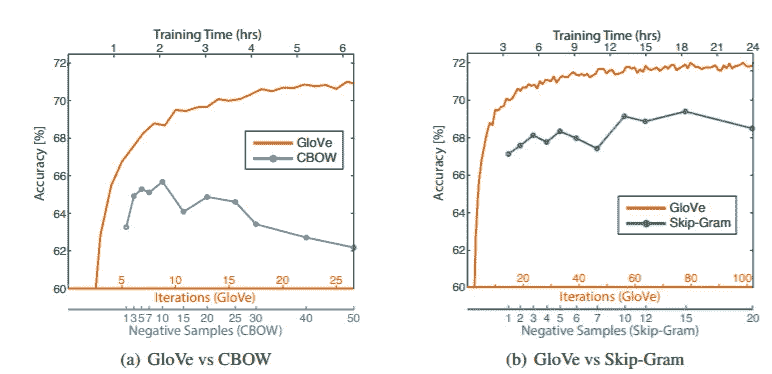 Training Time (hrs)
1 2 3 4 5 6
72
70
68
66
64
62
60
Accuracy [%]
GloVe
CBOW
5 10 15 20 25
Iterations (GloVe)
1 3 5 7 10 15 20 25 30 40 50
Negative Samples (CBOW)
(a) GloVe vs CBOW
Training Time (hrs)
3 6 9 12 15 18 21 24
72
70
68
66
64
62
60
Accuracy [%]
GloVe
Skip-Gram
20 40 60 80 100
Iterations (GloVe)
1 2 3 4 5 6 7 10 12 15 20
Negative Samples (Skip-Gram)
(b) GloVe vs Skip-Gram